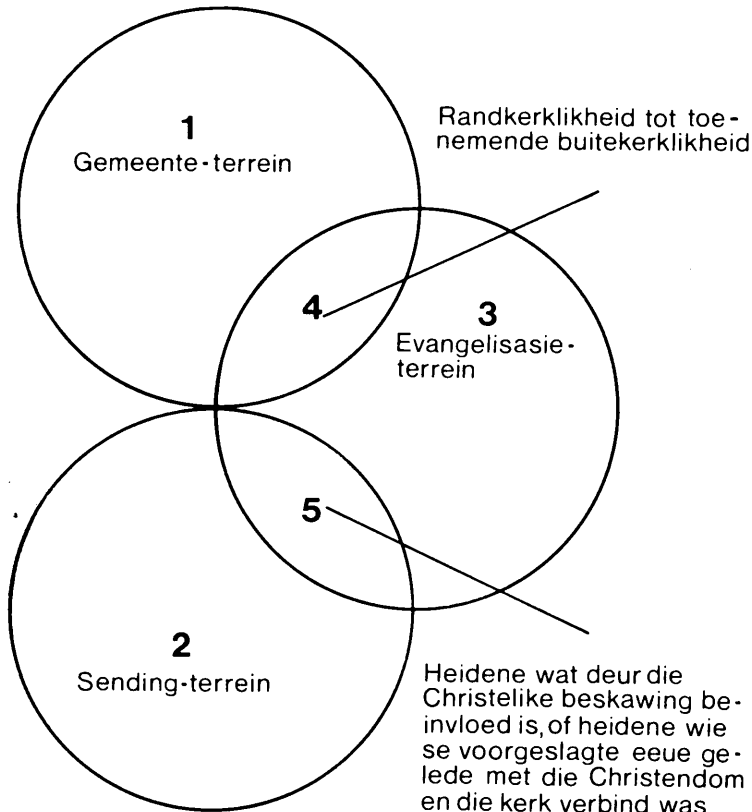 1
Gemeente-terrein
Randkerklikheid tot toe-
nemende buitekerklikheid
4
3
Evangelisasie-
terrein
5
2
Sending-terrein
Heidene wat deur die
Christelike beskawing be-
invloed is, of heidene wie
se voorgeslagte eeue ge-
lede met die Christendom
en die kerk verbind was